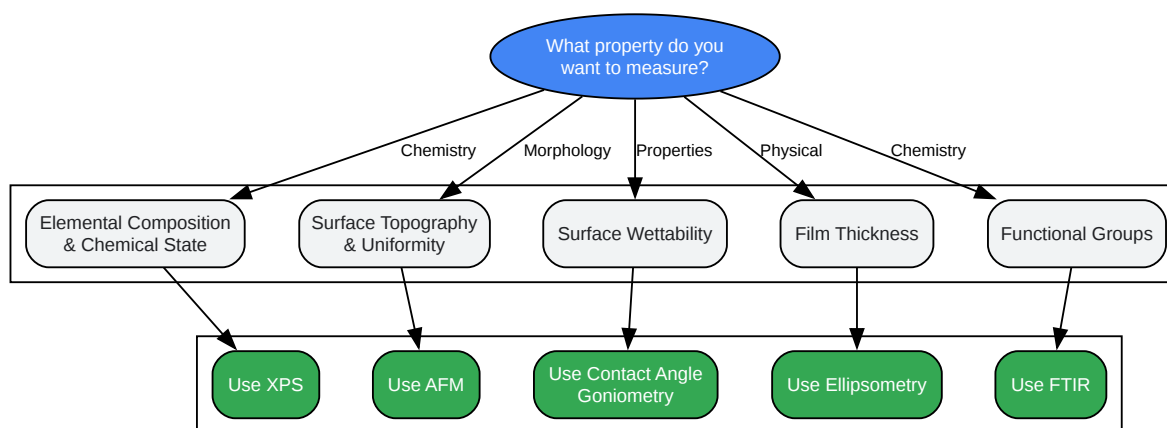 What property do you
want to measure?
Chemistry
Morphology
Properties
Physical
Chemistry
Elemental Composition
& Chemical State
Surface Topography
& Uniformity
Surface Wettability
Film Thickness
Functional Groups
Use XPS
Use AFM
Use Contact Angle
Goniometry
Use Ellipsometry
Use FTIR